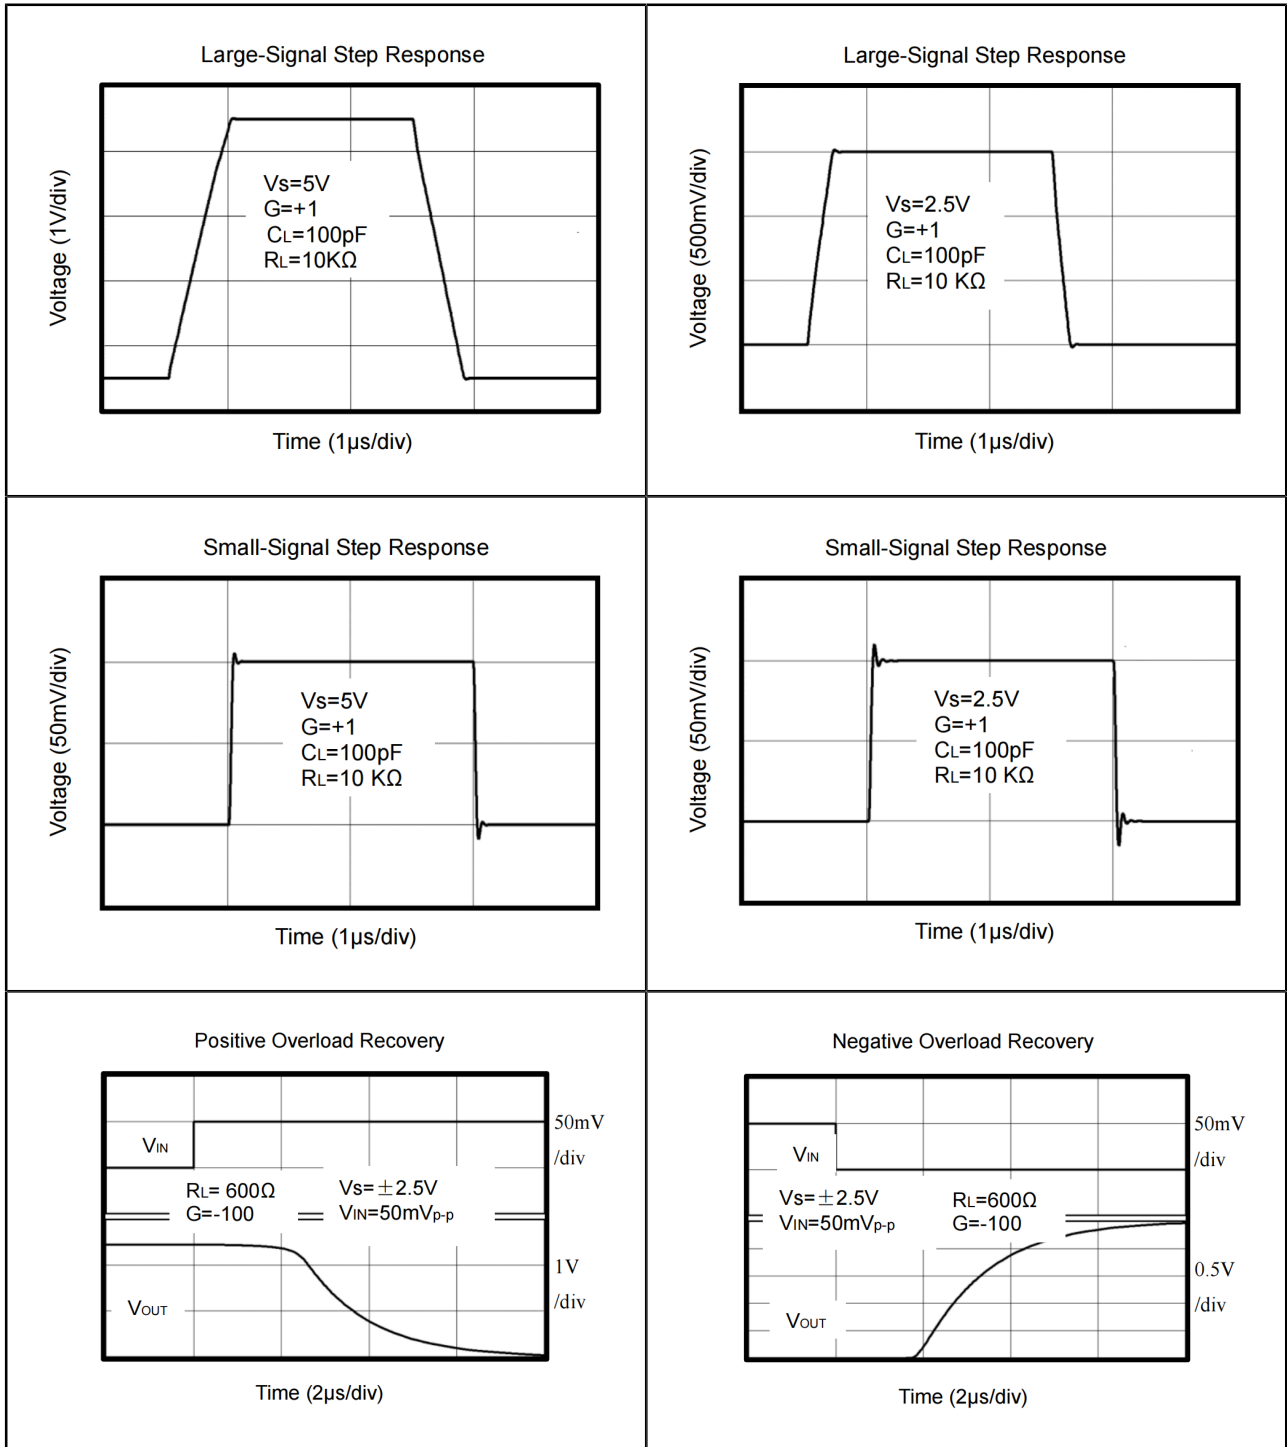 Large-Signal Step Response
Voltage (1V/div)
Vs=5V
G=+1
CL=100pF
RL=10KΩ
Time (1μs/div)
Large-Signal Step Response
Voltage (500mV/div)
Vs=2.5V
G=+1
CL=100pF
RL=10 KΩ
Time (1μs/div)
Small-Signal Step Response
Voltage (50mV/div)
Vs=5V
G=+1
CL=100pF
RL=10 KΩ
Time (1μs/div)
Small-Signal Step Response
Voltage (50mV/div)
Vs=2.5V
G=+1
CL=100pF
RL=10 KΩ
Time (1μs/div)
Positive Overload Recovery
VIN
50mV
/div
RL= 600Ω
G=-100
Vs=±2.5V
VIN=50mVp-p
1V
/div
VOUT
Time (2μs/div)
Negative Overload Recovery
VIN
50mV
/div
Vs=±2.5V
VIN=50mVp-p
RL=600Ω
G=-100
0.5V
/div
VOUT
Time (2μs/div)